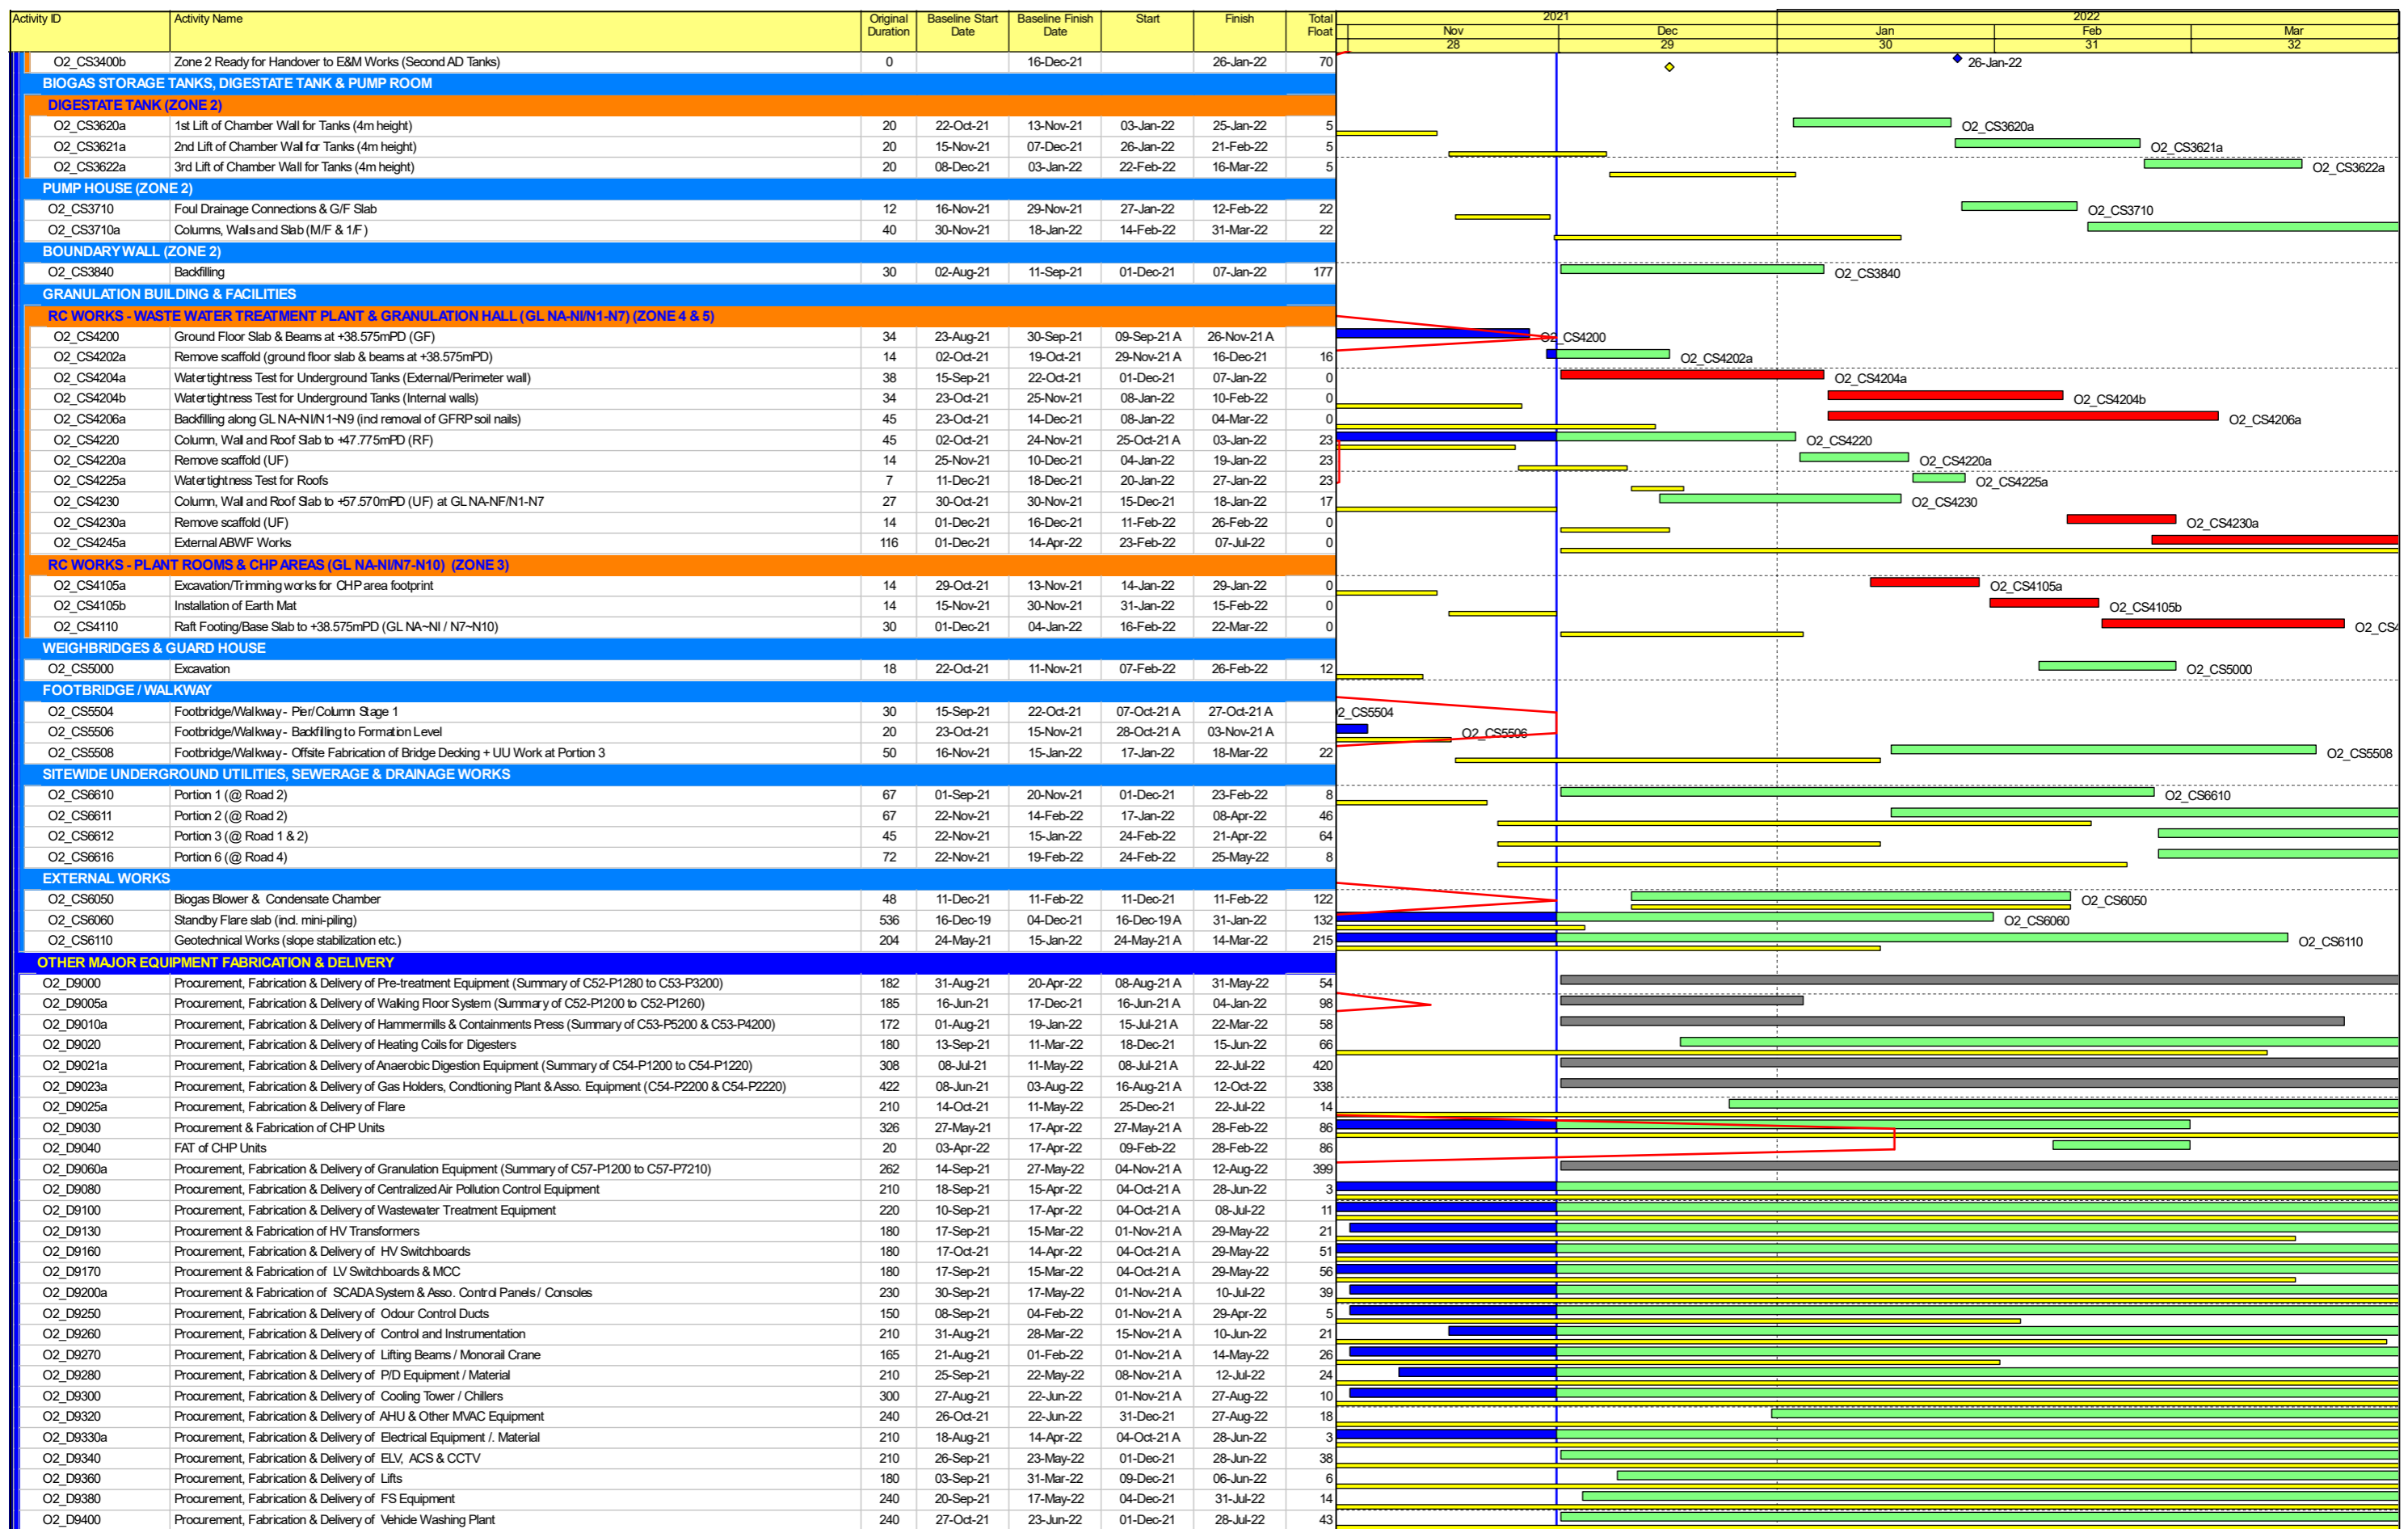 Activity ID Activity Name Original Duration Baseline Start Date Baseline Finish Date Start Finish Total Float 2021 2022
Nov Dec Jan Feb Mar
28 29 30 31 32
O2_CS3400b Zone 2 Ready for Handover to E&M Works (Second AD Tanks) 0 16-Dec-21 26-Jan-22 70 26-Jan-22
BIOGAS STORAGE TANKS, DIGESTATE TANK & PUMP ROOM
DIGESTATE TANK (ZONE 2)
O2_CS3620a 1st Lift of Chamber Wall for Tanks (4m height) 20 22-Oct-21 13-Nov-21 03-Jan-22 25-Jan-22 5 O2_CS3620a
O2_CS3621a 2nd Lift of Chamber Wall for Tanks (4m height) 20 15-Nov-21 07-Dec-21 26-Jan-22 21-Feb-22 5 O2_CS3621a
O2_CS3622a 3rd Lift of Chamber Wall for Tanks (4m height) 20 08-Dec-21 03-Jan-22 22-Feb-22 16-Mar-22 5 O2_CS3622a
PUMP HOUSE (ZONE 2)
O2_CS3710 Foul Drainage Connections & G/F Slab 12 16-Nov-21 29-Nov-21 27-Jan-22 12-Feb-22 22 O2_CS3710
O2_CS3710a Columns, Walls and Slab (M/F & 1/F) 40 30-Nov-21 18-Jan-22 14-Feb-22 31-Mar-22 22
BOUNDARY WALL (ZONE 2)
O2_CS3840 Backfilling 30 02-Aug-21 11-Sep-21 01-Dec-21 07-Jan-22 177 O2_CS3840
GRANULATION BUILDING & FACILITIES
RC WORKS - WASTE WATER TREATMENT PLANT & GRANULATION HALL (GL NA-NI/N1-N7) (ZONE 4 & 5)
O2_CS4200 Ground Floor Slab & Beams at +38.575mPD (GF) 34 23-Aug-21 30-Sep-21 09-Sep-21 A 26-Nov-21 A O2_CS4200
O2_CS4202a Remove scaffold (ground floor slab & beams at +38.575mPD) 14 02-Oct-21 19-Oct-21 29-Nov-21 A 16-Dec-21 16 O2_CS4202a
O2_CS4204a Watertightness Test for Underground Tanks (External/Perimeter wall) 38 15-Sep-21 22-Oct-21 01-Dec-21 07-Jan-22 0 O2_CS4204a
O2_CS4204b Watertightness Test for Underground Tanks (Internal walls) 34 23-Oct-21 25-Nov-21 08-Jan-22 10-Feb-22 0 O2_CS4204b
O2_CS4206a Backfilling along GL NA~NI/N1~N9 (incl removal of GFRP soil nails) 45 23-Oct-21 14-Dec-21 08-Jan-22 04-Mar-22 0 O2_CS4206a
O2_CS4220 Column, Wall and Roof Slab to +47.775mPD (RF) 45 02-Oct-21 24-Nov-21 25-Oct-21 A 03-Jan-22 23 O2_CS4220
O2_CS4220a Remove scaffold (UF) 14 25-Nov-21 10-Dec-21 04-Jan-22 19-Jan-22 23 O2_CS4220a
O2_CS4225a Watertightness Test for Roofs 7 11-Dec-21 18-Dec-21 20-Jan-22 27-Jan-22 23 O2_CS4225a
O2_CS4230 Column, Wall and Roof Slab to +57.570mPD (UF) at GL NA-NF/N1-N7 27 30-Oct-21 30-Nov-21 15-Dec-21 18-Jan-22 17 O2_CS4230
O2_CS4230a Remove scaffold (UF) 14 01-Dec-21 16-Dec-21 11-Feb-22 26-Feb-22 0 O2_CS4230a
O2_CS4245a External ABWF Works 116 01-Dec-21 14-Apr-22 23-Feb-22 07-Jul-22 0
RC WORKS - PLANT ROOMS & CHP AREAS (GL NA-NI/N7-N10) (ZONE 3)
O2_CS4105a Excavation/Trimming works for CHP area footprint 14 29-Oct-21 13-Nov-21 14-Jan-22 29-Jan-22 0 O2_CS4105a
O2_CS4105b Installation of Earth Mat 14 15-Nov-21 30-Nov-21 31-Jan-22 15-Feb-22 0 O2_CS4105b
O2_CS4110 Raft Footing/Base Slab to +38.575mPD (GL NA~NI / N7~N10) 30 01-Dec-21 04-Jan-22 16-Feb-22 22-Mar-22 0 O2_CS4
WEIGHBRIDGES & GUARD HOUSE
O2_CS5000 Excavation 18 22-Oct-21 11-Nov-21 07-Feb-22 26-Feb-22 12 O2_CS5000
FOOTBRIDGE / WALKWAY
O2_CS5504 Footbridge/Walkway - Pier/Column Stage 1 30 15-Sep-21 22-Oct-21 07-Oct-21 A 27-Oct-21 A 2_CS5504
O2_CS5506 Footbridge/Walkway - Backfilling to Formation Level 20 23-Oct-21 15-Nov-21 28-Oct-21 A 03-Nov-21 A O2_CS5506
O2_CS5508 Footbridge/Walkway - Offsite Fabrication of Bridge Decking + UU Work at Portion 3 50 16-Nov-21 15-Jan-22 17-Jan-22 18-Mar-22 22 O2_CS5508
SITEWIDE UNDERGROUND UTILITIES, SEWERAGE & DRAINAGE WORKS
O2_CS6610 Portion 1 (@ Road 2) 67 01-Sep-21 20-Nov-21 01-Dec-21 23-Feb-22 8 O2_CS6610
O2_CS6611 Portion 2 (@ Road 2) 67 22-Nov-21 14-Feb-22 17-Jan-22 08-Apr-22 46
O2_CS6612 Portion 3 (@ Road 1 & 2) 45 22-Nov-21 15-Jan-22 24-Feb-22 21-Apr-22 64
O2_CS6616 Portion 6 (@ Road 4) 72 22-Nov-21 19-Feb-22 24-Feb-22 25-May-22 8
EXTERNAL WORKS
O2_CS6050 Biogas Blower & Condensate Chamber 48 11-Dec-21 11-Feb-22 11-Dec-21 11-Feb-22 122 O2_CS6050
O2_CS6060 Standby Flare slab (incl. mini-piling) 536 16-Dec-19 04-Dec-21 16-Dec-19 A 31-Jan-22 132 O2_CS6060
O2_CS6110 Geotechnical Works (slope stabilization etc.) 204 24-May-21 15-Jan-22 24-May-21 A 14-Mar-22 215 O2_CS6110
OTHER MAJOR EQUIPMENT FABRICATION & DELIVERY
O2_D9000 Procurement, Fabrication & Delivery of Pre-treatment Equipment (Summary of C52-P1280 to C53-P3200) 182 31-Aug-21 20-Apr-22 08-Aug-21 A 31-May-22 54
O2_D9005a Procurement, Fabrication & Delivery of Walking Floor System (Summary of C52-P1200 to C52-P1260) 185 16-Jun-21 17-Dec-21 16-Jun-21 A 04-Jan-22 98
O2_D9010a Procurement, Fabrication & Delivery of Hammermills & Containments Press (Summary of C53-P5200 & C53-P4200) 172 01-Aug-21 19-Jan-22 15-Jul-21 A 22-Mar-22 58
O2_D9020 Procurement, Fabrication & Delivery of Heating Coils for Digesters 180 13-Sep-21 11-Mar-22 18-Dec-21 15-Jun-22 66
O2_D9021a Procurement, Fabrication & Delivery of Anaerobic Digestion Equipment (Summary of C54-P1200 to C54-P1220) 308 08-Jul-21 11-May-22 08-Jul-21 A 22-Jul-22 420
O2_D9023a Procurement, Fabrication & Delivery of Gas Holders, Condtioning Plant & Asso. Equipment (C54-P2200 & C54-P2220) 422 08-Jun-21 03-Aug-22 16-Aug-21 A 12-Oct-22 338
O2_D9025a Procurement, Fabrication & Delivery of Flare 210 14-Oct-21 11-May-22 25-Dec-21 22-Jul-22 14
O2_D9030 Procurement & Fabrication of CHP Units 326 27-May-21 17-Apr-22 27-May-21 A 28-Feb-22 86
O2_D9040 FAT of CHP Units 20 03-Apr-22 17-Apr-22 09-Feb-22 28-Feb-22 86
O2_D9060a Procurement, Fabrication & Delivery of Granulation Equipment (Summary of C57-P1200 to C57-P7210) 262 14-Sep-21 27-May-22 04-Nov-21 A 12-Aug-22 399
O2_D9080 Procurement, Fabrication & Delivery of Centralized Air Pollution Control Equipment 210 18-Sep-21 15-Apr-22 04-Oct-21 A 28-Jun-22 3
O2_D9100 Procurement, Fabrication & Delivery of Wastewater Treatment Equipment 220 10-Sep-21 17-Apr-22 04-Oct-21 A 08-Jul-22 11
O2_D9130 Procurement & Fabrication of HV Transformers 180 17-Sep-21 15-Mar-22 01-Nov-21 A 29-May-22 21
O2_D9160 Procurement, Fabrication & Delivery of HV Switchboards 180 17-Oct-21 14-Apr-22 04-Oct-21 A 29-May-22 51
O2_D9170 Procurement & Fabrication of LV Switchboards & MCC 180 17-Sep-21 15-Mar-22 04-Oct-21 A 29-May-22 56
O2_D9200a Procurement & Fabrication of SCADA System & Asso. Control Panels / Consoles 230 30-Sep-21 17-May-22 01-Nov-21 A 10-Jul-22 39
O2_D9250 Procurement, Fabrication & Delivery of Odour Control Ducts 150 08-Sep-21 04-Feb-22 01-Nov-21 A 29-Apr-22 5
O2_D9260 Procurement, Fabrication & Delivery of Control and Instrumentation 210 31-Aug-21 28-Mar-22 15-Nov-21 A 10-Jun-22 21
O2_D9270 Procurement, Fabrication & Delivery of Lifting Beams / Monorail Crane 165 21-Aug-21 01-Feb-22 01-Nov-21 A 14-May-22 26
O2_D9280 Procurement, Fabrication & Delivery of P/D Equipment / Material 210 25-Sep-21 22-May-22 08-Nov-21 A 12-Jul-22 24
O2_D9300 Procurement, Fabrication & Delivery of Cooling Tower / Chillers 300 27-Aug-21 22-Jun-22 01-Nov-21 A 27-Aug-22 10
O2_D9320 Procurement, Fabrication & Delivery of AHU & Other MVAC Equipment 240 26-Oct-21 22-Jun-22 31-Dec-21 27-Aug-22 18
O2_D9330a Procurement, Fabrication & Delivery of Electrical Equipment /. Material 210 18-Aug-21 14-Apr-22 04-Oct-21 A 28-Jun-22 3
O2_D9340 Procurement, Fabrication & Delivery of ELV, ACS & CCTV 210 26-Sep-21 23-May-22 01-Dec-21 28-Jun-22 38
O2_D9360 Procurement, Fabrication & Delivery of Lifts 180 03-Sep-21 31-Mar-22 09-Dec-21 06-Jun-22 6
O2_D9380 Procurement, Fabrication & Delivery of FS Equipment 240 20-Sep-21 17-May-22 04-Dec-21 31-Jul-22 14
O2_D9400 Procurement, Fabrication & Delivery of Vehicle Washing Plant 240 27-Oct-21 23-Jun-22 01-Dec-21 28-Jul-22 43